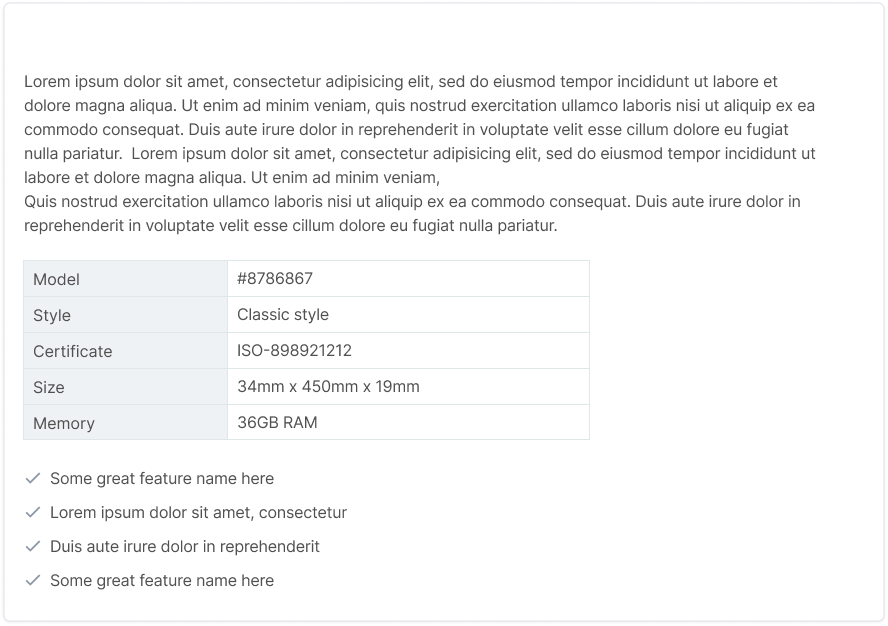 Lorem ipsum dolor sit amet, consectetur adipisicing elit, sed do eiusmod tempor incididunt ut labore et
dolore magna aliqua. Ut enim ad minim veniam, quis nostrud exercitation ullamco laboris nisi ut aliquip ex ea
commodo consequat. Duis aute irure dolor in reprehenderit in voluptate velit esse cillum dolore eu fugiat
nulla pariatur.  Lorem ipsum dolor sit amet, consectetur adipisicing elit, sed do eiusmod tempor incididunt ut
labore et dolore magna aliqua. Ut enim ad minim veniam,
Quis nostrud exercitation ullamco laboris nisi ut aliquip ex ea commodo consequat. Duis aute irure dolor in
reprehenderit in voluptate velit esse cillum dolore eu fugiat nulla pariatur.
Model #8786867
Style Classic style
Certificate ISO-898921212
Size 34mm x 450mm x 19mm
Memory 36GB RAM
Some great feature name here
Lorem ipsum dolor sit amet, consectetur
Duis aute irure dolor in reprehenderit
Some great feature name here